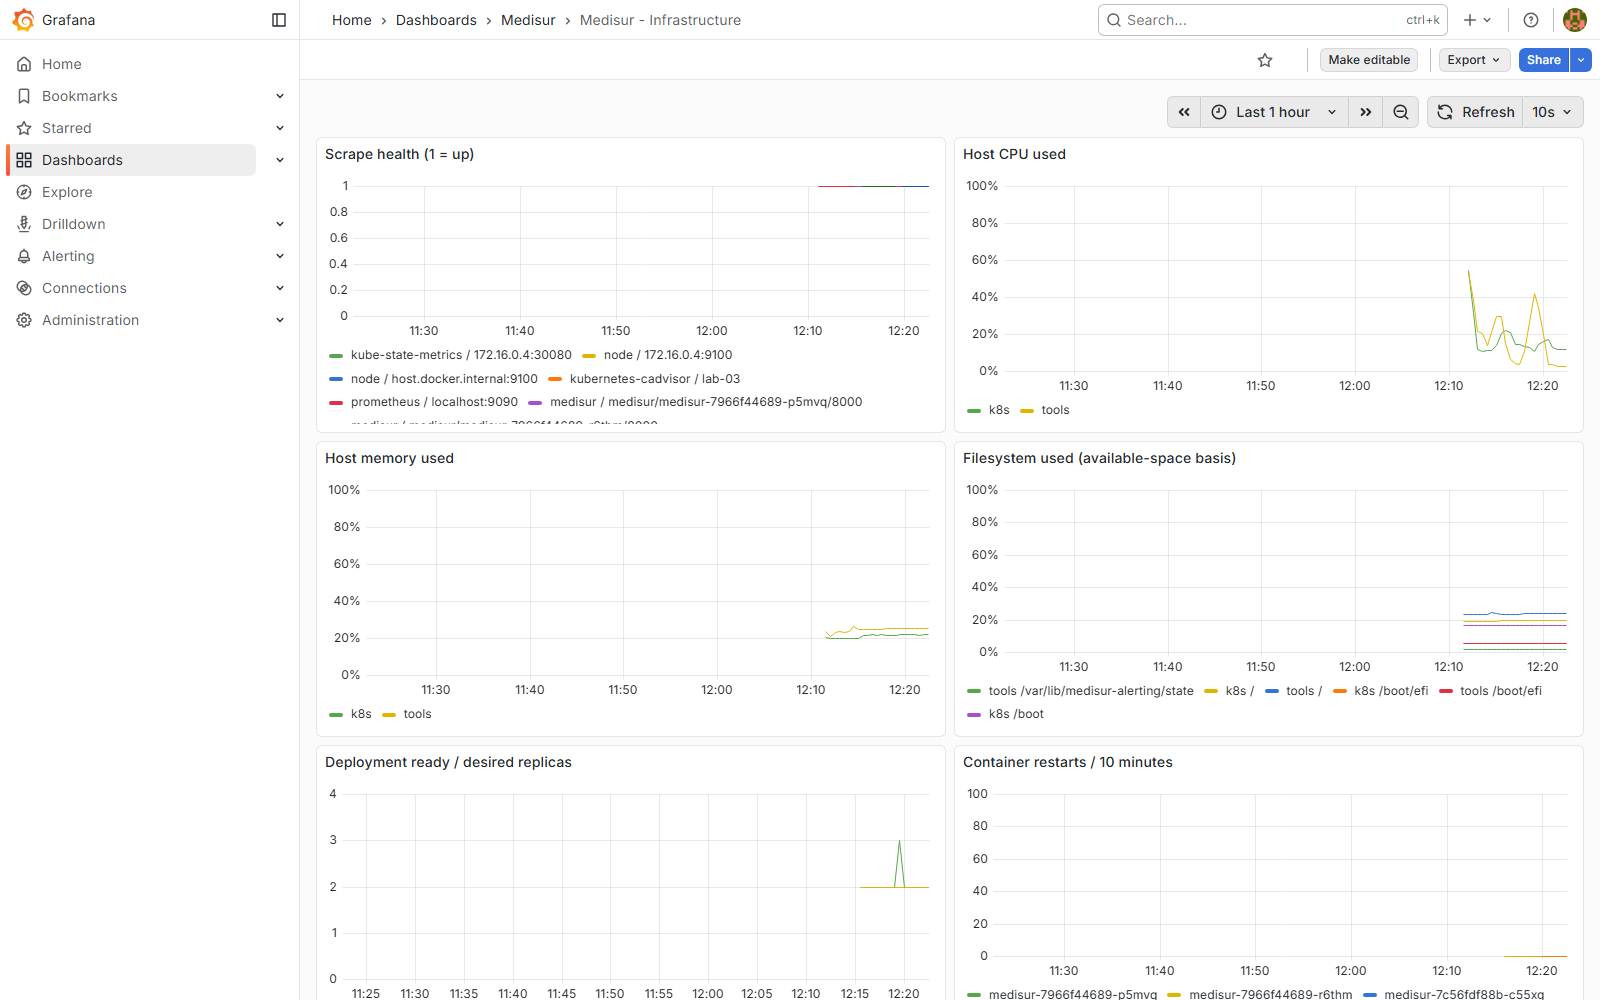 Grafana
Home › Dashboards › Medisur › Medisur - Infrastructure
Search...
ctrl+k
Home
Bookmarks
Starred
Dashboards
Explore
Drilldown
Alerting
Connections
Administration
Make editable
Export
Share
Last 1 hour
Refresh
10s
Scrape health (1 = up)
1
0.8
0.6
0.4
0.2
0
11:30 11:40 11:50 12:00 12:10 12:20
kube-state-metrics / 172.16.0.4:30080 node / 172.16.0.4:9100
node / host.docker.internal:9100 kubernetes-cadvisor / lab-03
prometheus / localhost:9090 medisur / medisur/medisur-7966f44689-p5mvq/8000
medisur / medisur/medisur-7966f44689-r6thm/8000
Host CPU used
100%
80%
60%
40%
20%
0%
11:30 11:40 11:50 12:00 12:10 12:20
k8s tools
Host memory used
100%
80%
60%
40%
20%
0%
11:30 11:40 11:50 12:00 12:10 12:20
k8s tools
Filesystem used (available-space basis)
100%
80%
60%
40%
20%
0%
11:30 11:40 11:50 12:00 12:10 12:20
tools /var/lib/medisur-alerting/state k8s / tools / k8s /boot/efi tools /boot/efi
k8s /boot
Deployment ready / desired replicas
4
3
2
1
0
11:25 11:30 11:35 11:40 11:45 11:50 11:55 12:00 12:05 12:10 12:15 12:20
Container restarts / 10 minutes
100
80
60
40
20
0
11:30 11:40 11:50 12:00 12:10 12:20
medisur-7966f44689-p5mvq medisur-7966f44689-r6thm medisur-7c56fdf88b-c55xq